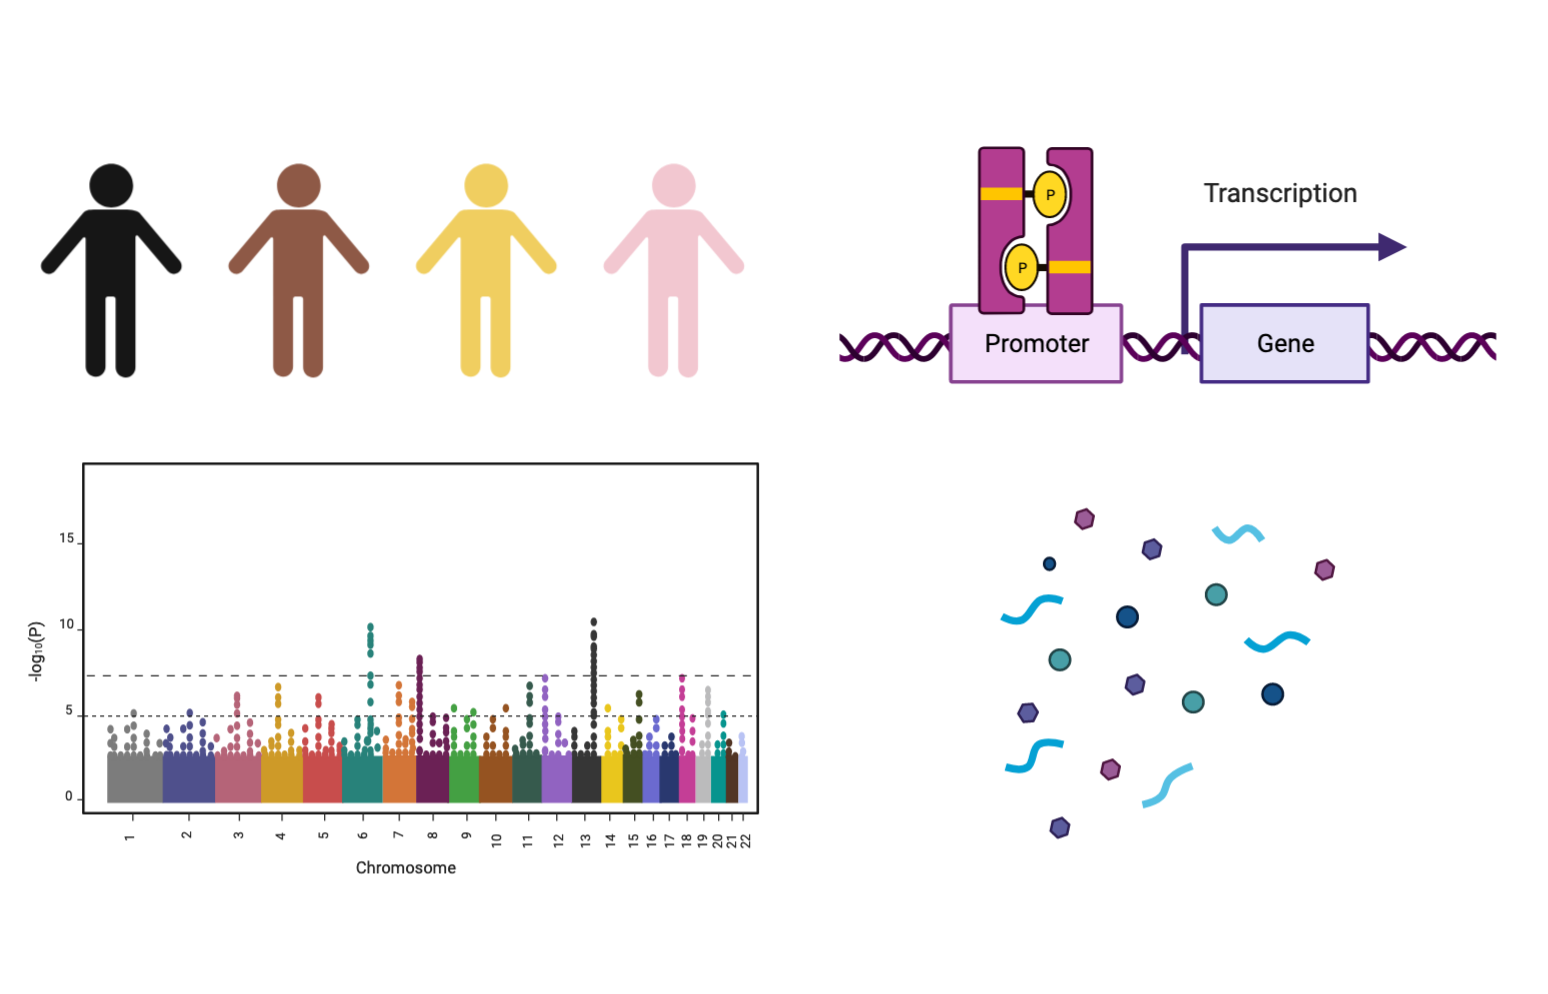 Transcription
P
P
Promoter
Gene
15
10
5
0
-log₁₀(P)
1 2 3 4 5 6 7 8 9 10 11 12 13 14 15 16 17 18 19 20 21 22
Chromosome